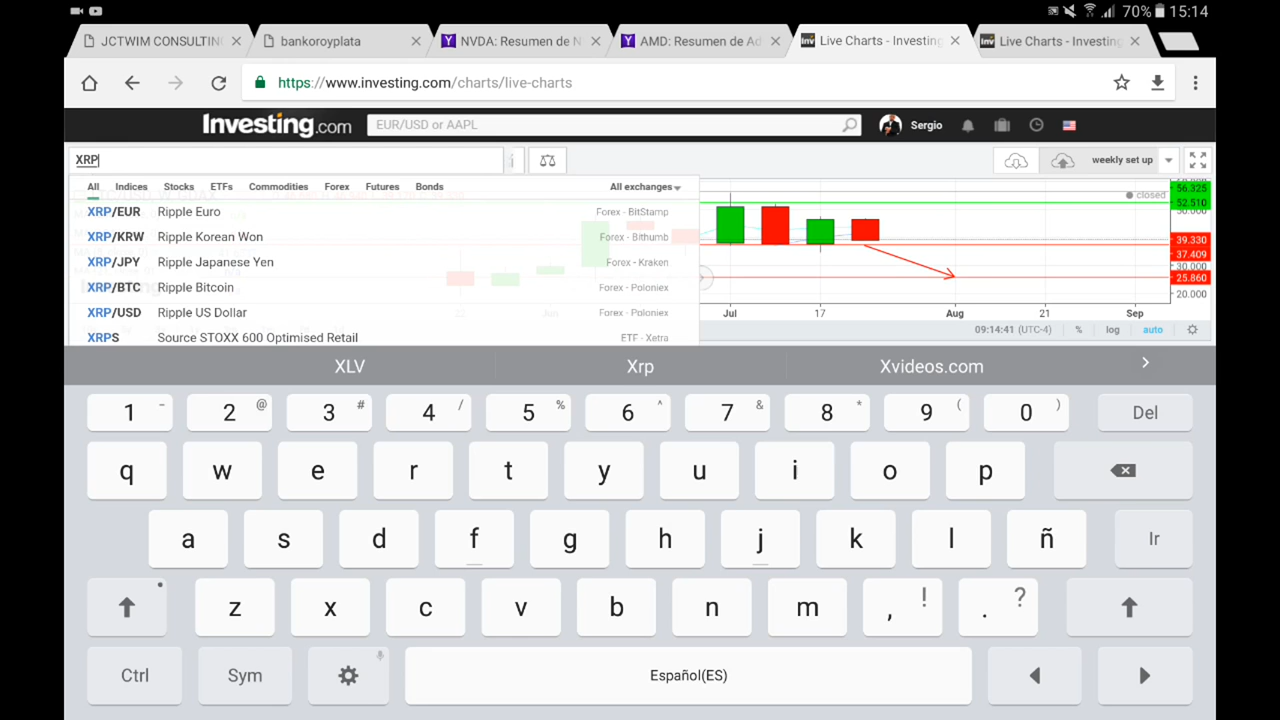 70% 15:14
JCTWIM CONSULTIN
bankoroyplata
NVDA: Resumen de N
AMD: Resumen de Ad
Live Charts - Investing
Live Charts - Investing
https://www.investing.com/charts/live-charts
Investing.com
EUR/USD or AAPL
Sergio
XRP
weekly set up
All Indices Stocks ETFs Commodities Forex Futures Bonds All exchanges
XRP/EUR Ripple Euro Forex - BitStamp
XRP/KRW Ripple Korean Won Forex - Bithumb
XRP/JPY Ripple Japanese Yen Forex - Kraken
XRP/BTC Ripple Bitcoin Forex - Poloniex
XRP/USD Ripple US Dollar Forex - Poloniex
XRPS Source STOXX 600 Optimised Retail ETF - Xetra
closed
56.325
52.510
50.000
39.330
37.409
30.000
25.860
20.000
Jul 17 Aug 21 Sep
09:14:41 (UTC-4) % log auto
XLV Xrp Xvideos.com
1 - 2 @ 3 # 4 / 5 % 6 ^ 7 & 8 * 9 ( 0 ) Del
q w e r t y u i o p
a s d f g h j k l ñ Ir
z x c v b n m , ! . ?
Ctrl Sym Español(ES)